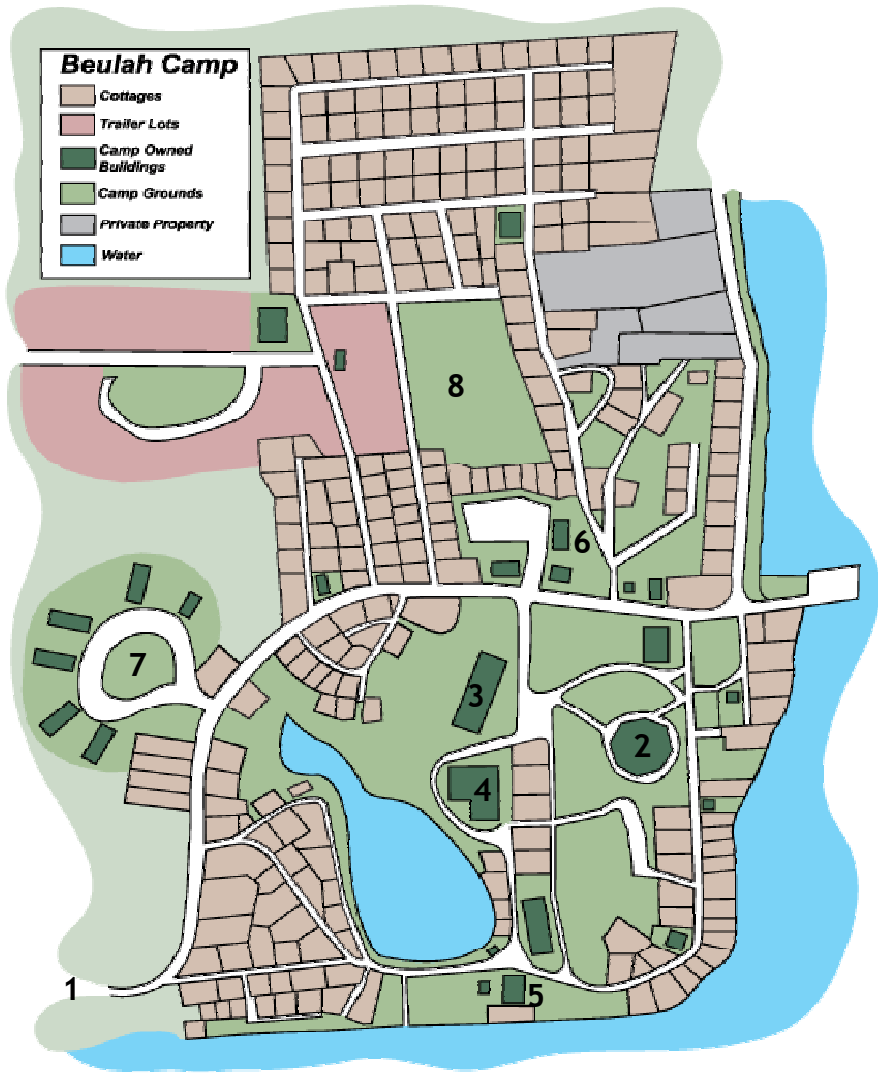 Beulah Camp
Cottages
Trailer Lots
Camp Owned
Buildings
Camp Grounds
Private Property
Water
8
6
7
3
2
4
1
5